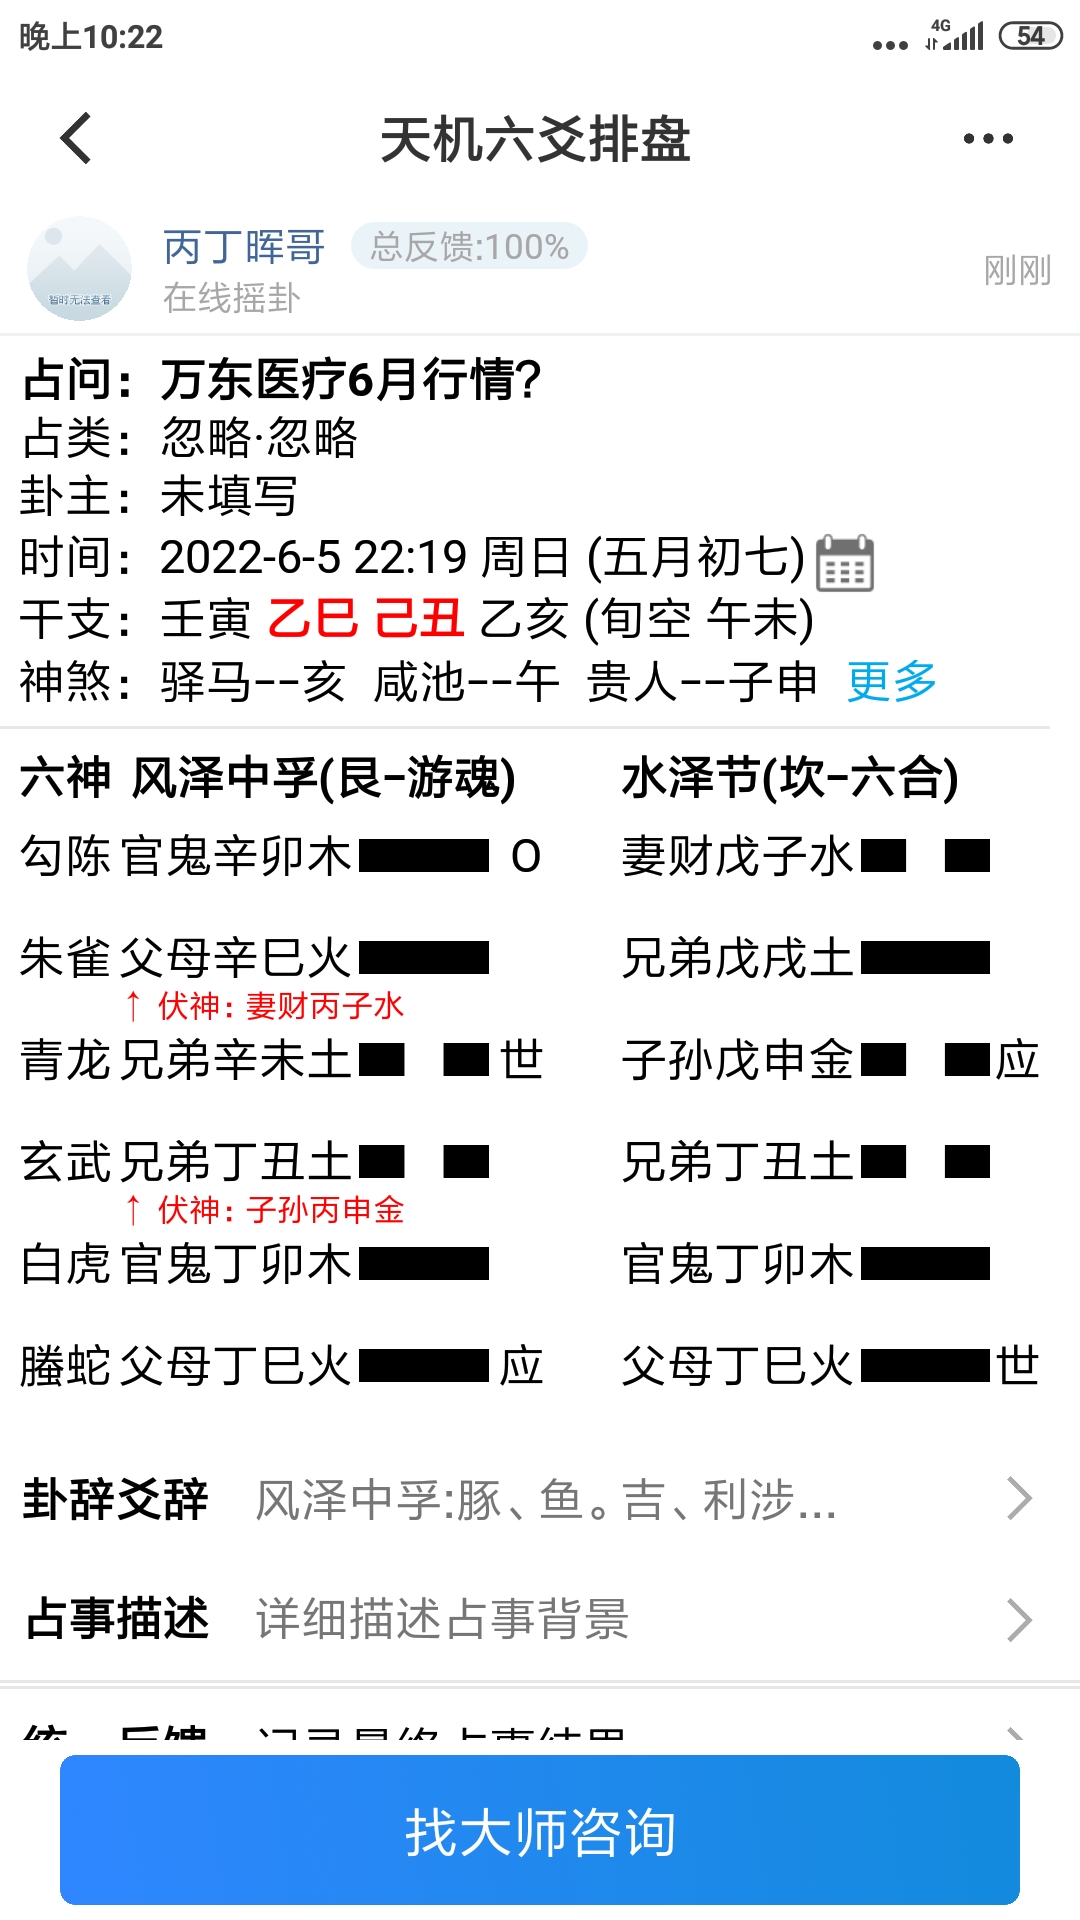 晚上10:22
4G
54
天机六爻排盘
丙丁晖哥 总反馈:100%
暂时无法查看
在线摇卦
刚刚
占问：万东医疗6月行情?
占类：忽略·忽略
卦主：未填写
时间：2022-6-5 22:19 周日 (五月初七)
干支：壬寅 乙巳 己丑 乙亥 (旬空 午未)
神煞：驿马--亥 咸池--午 贵人--子申 更多
六神 风泽中孚(艮-游魂) 水泽节(坎-六合)
勾陈 官鬼辛卯木 O 妻财戊子水
朱雀 父母辛巳火 兄弟戊戌土
↑ 伏神：妻财丙子水
青龙 兄弟辛未土 世 子孙戊申金 应
玄武 兄弟丁丑土 兄弟丁丑土
↑ 伏神：子孙丙申金
白虎 官鬼丁卯木 官鬼丁卯木
螣蛇 父母丁巳火 应 父母丁巳火 世
卦辞爻辞 风泽中孚:豚、鱼。吉、利涉...
占事描述 详细描述占事背景
找大师咨询